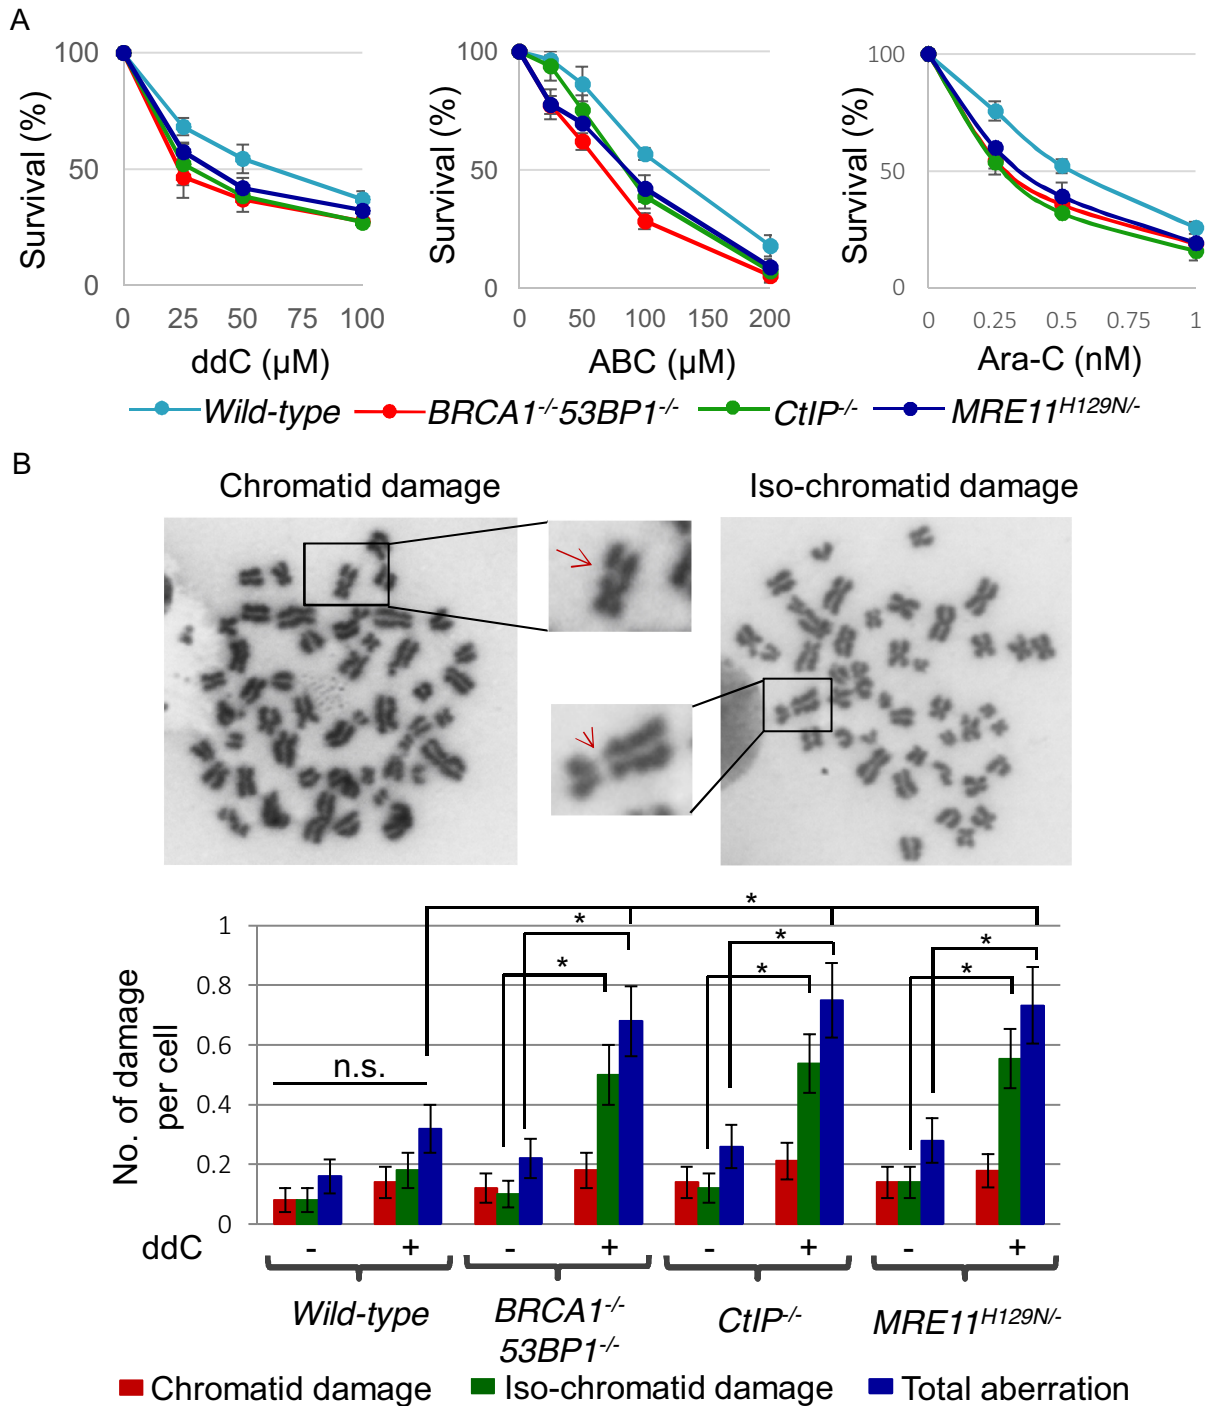 A
100
50
0
Survival (%)
0 25 50 75 100
ddC (µM)
100
50
0
Survival (%)
0 50 100 150 200
ABC (µM)
100
50
0
Survival (%)
0 0.25 0.5 0.75 1
Ara-C (nM)
Wild-type BRCA1-/-53BP1-/- CtIP-/- MRE11H129N/-
B
Chromatid damage Iso-chromatid damage
No. of damage
per cell
1
0.8
0.6
0.4
0.2
0
n.s.
* * *
* *
* *
*
ddC - + - + - + - +
Wild-type BRCA1-/- CtIP-/- MRE11H129N/-
53BP1-/-
Chromatid damage Iso-chromatid damage Total aberration